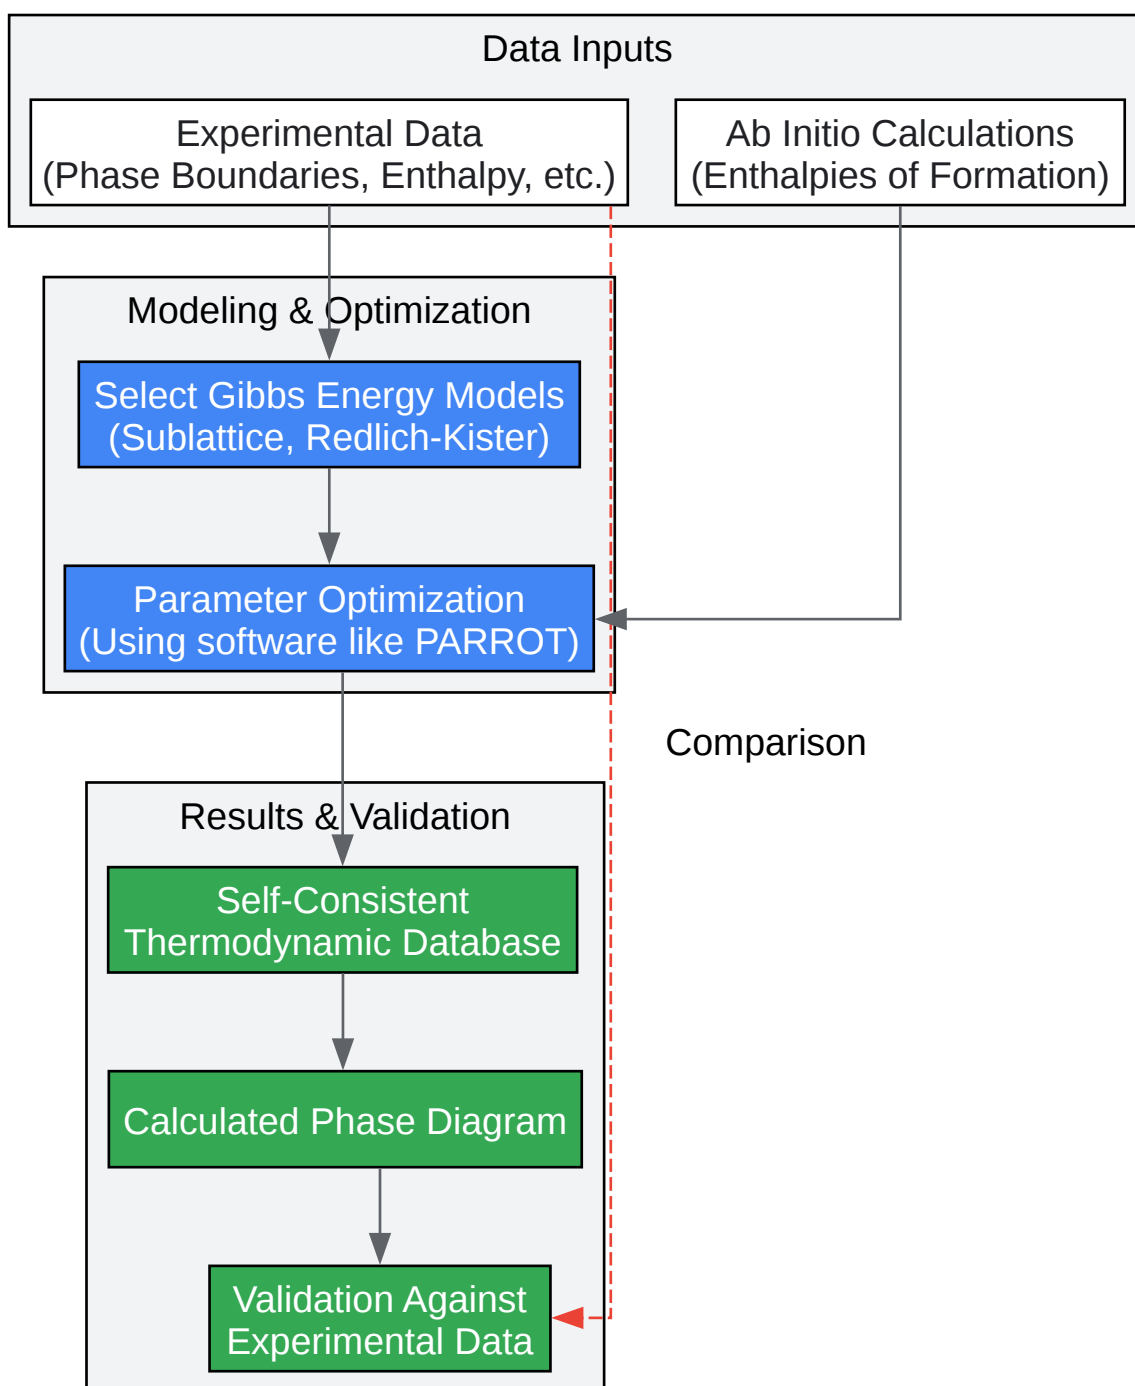 Data Inputs
Experimental Data
(Phase Boundaries, Enthalpy, etc.)
Ab Initio Calculations
(Enthalpies of Formation)
Modeling & Optimization
Select Gibbs Energy Models
(Sublattice, Redlich-Kister)
Parameter Optimization
(Using software like PARROT)
Comparison
Results & Validation
Self-Consistent
Thermodynamic Database
Calculated Phase Diagram
Validation Against
Experimental Data